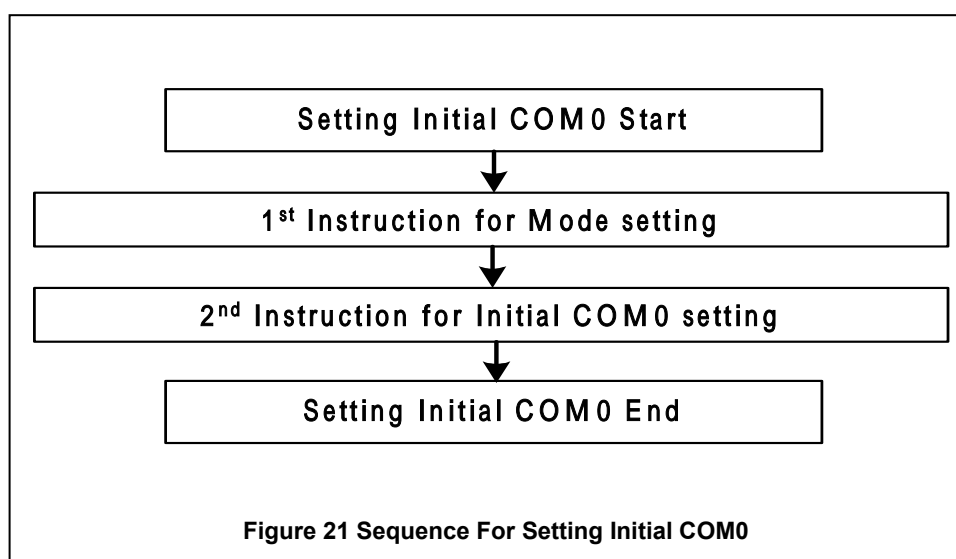 Setting Initial COM0 Start
1st Instruction for Mode setting
2nd Instruction for Initial COM0 setting
Setting Initial COM0 End
Figure 21 Sequence For Setting Initial COM0